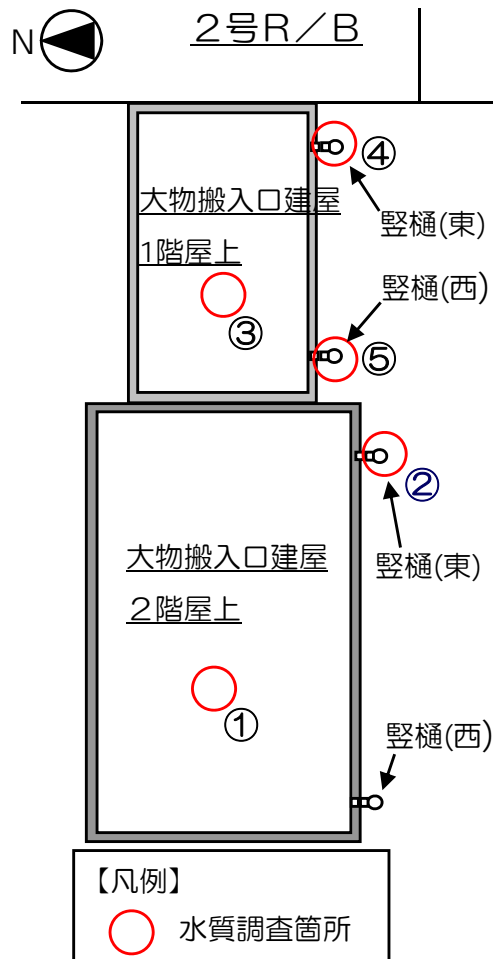 N
２号Ｒ／Ｂ
④
大物搬入口建屋
1階屋上
竪樋(東)
竪樋(西)
③
⑤
②
大物搬入口建屋
２階屋上
竪樋(東)
①
竪樋(西)
【凡例】
水質調査箇所